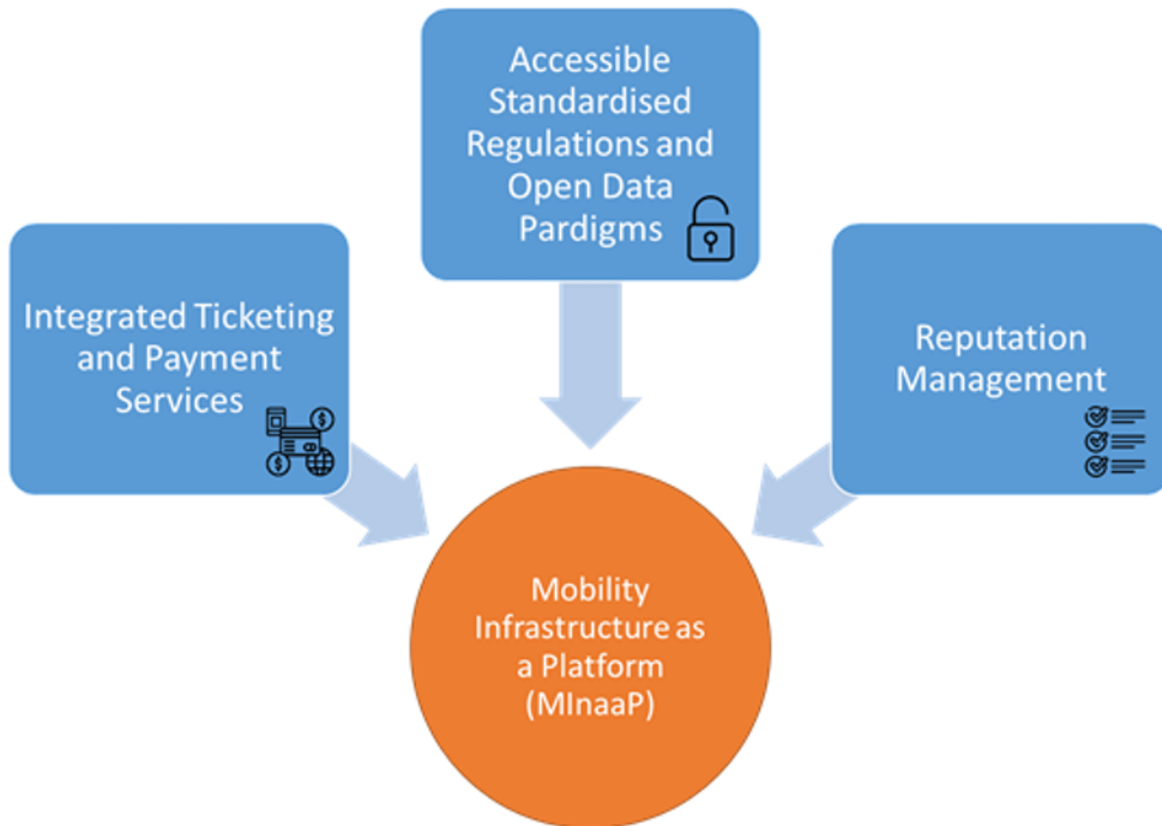 Accessible
Standardised
Regulations and
Open Data
Pardigms
Integrated Ticketing
and Payment
Services
Reputation
Management
Mobility
Infrastructure as
a Platform
(MInaaP)